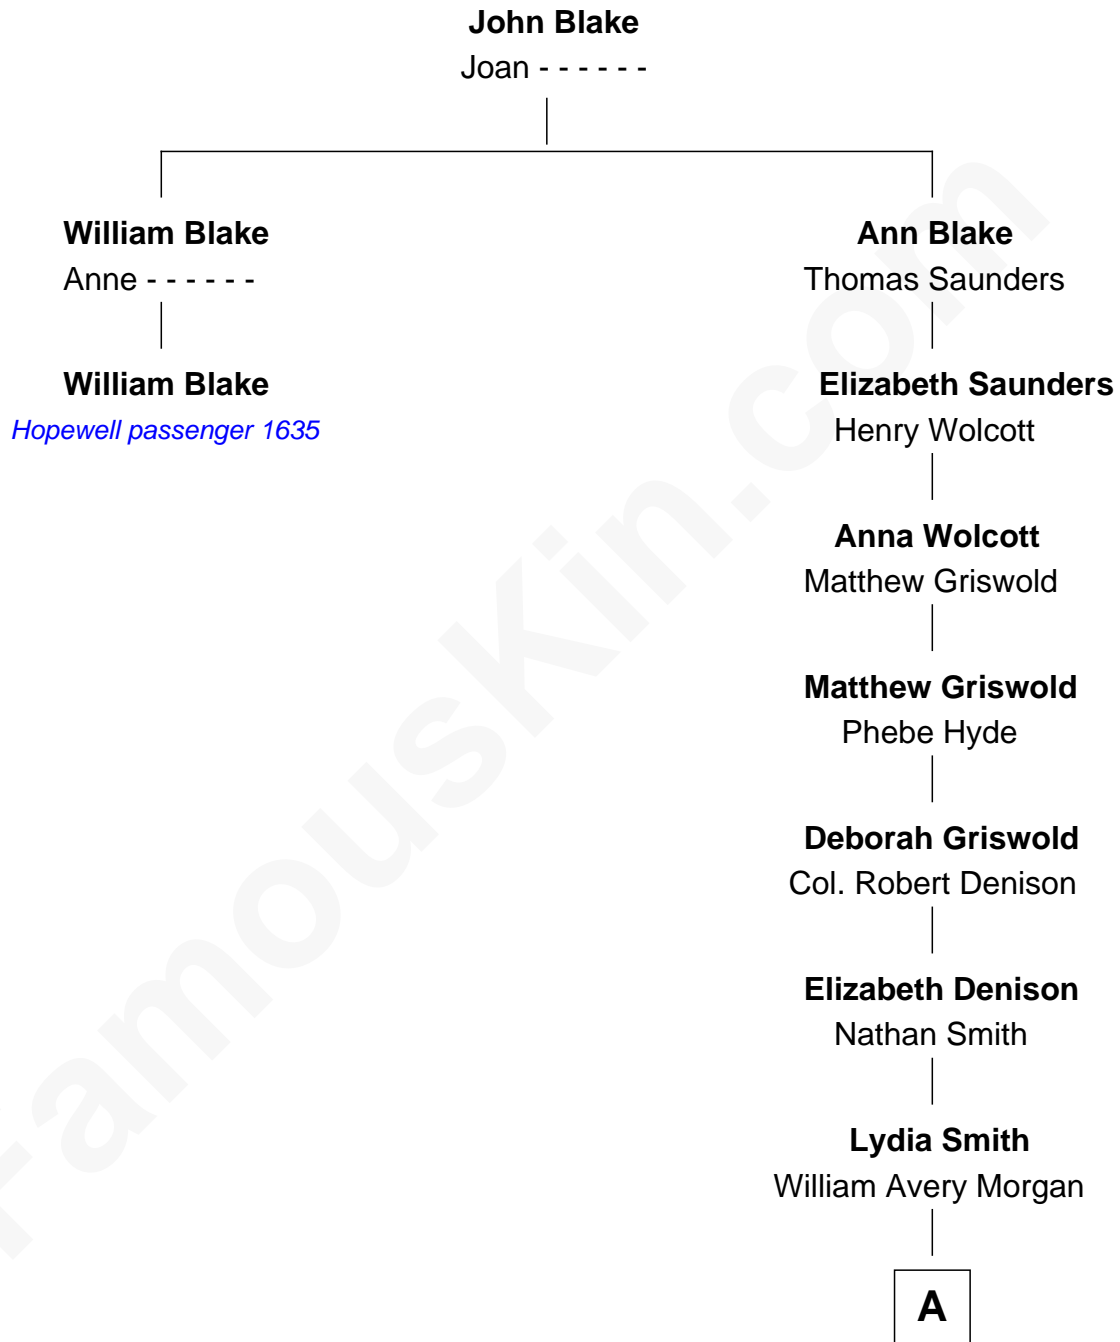 John Blake
Joan - - - - - -
William Blake
Anne - - - - - -
William Blake
Hopewell passenger 1635
Ann Blake
Thomas Saunders
Elizabeth Saunders
Henry Wolcott
Anna Wolcott
Matthew Griswold
Matthew Griswold
Phebe Hyde
Deborah Griswold
Col. Robert Denison
Elizabeth Denison
Nathan Smith
Lydia Smith
William Avery Morgan
A
FamousKin.com